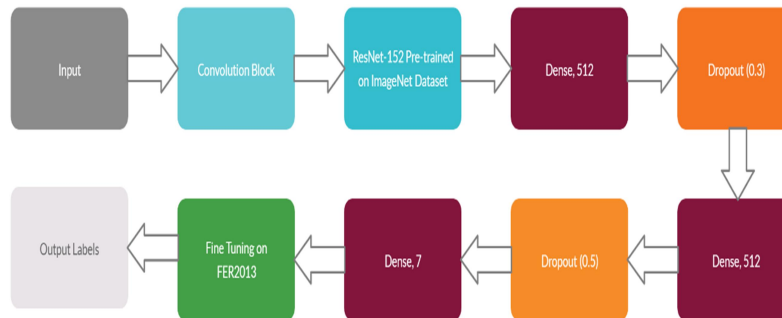 Input
Convolution Block
ResNet-152 Pre-trained
on ImageNet Dataset
Dense, 512
Dropout (0.3)
Dense, 512
Dropout (0.5)
Dense, 7
Fine Tuning on
FER2013
Output Labels